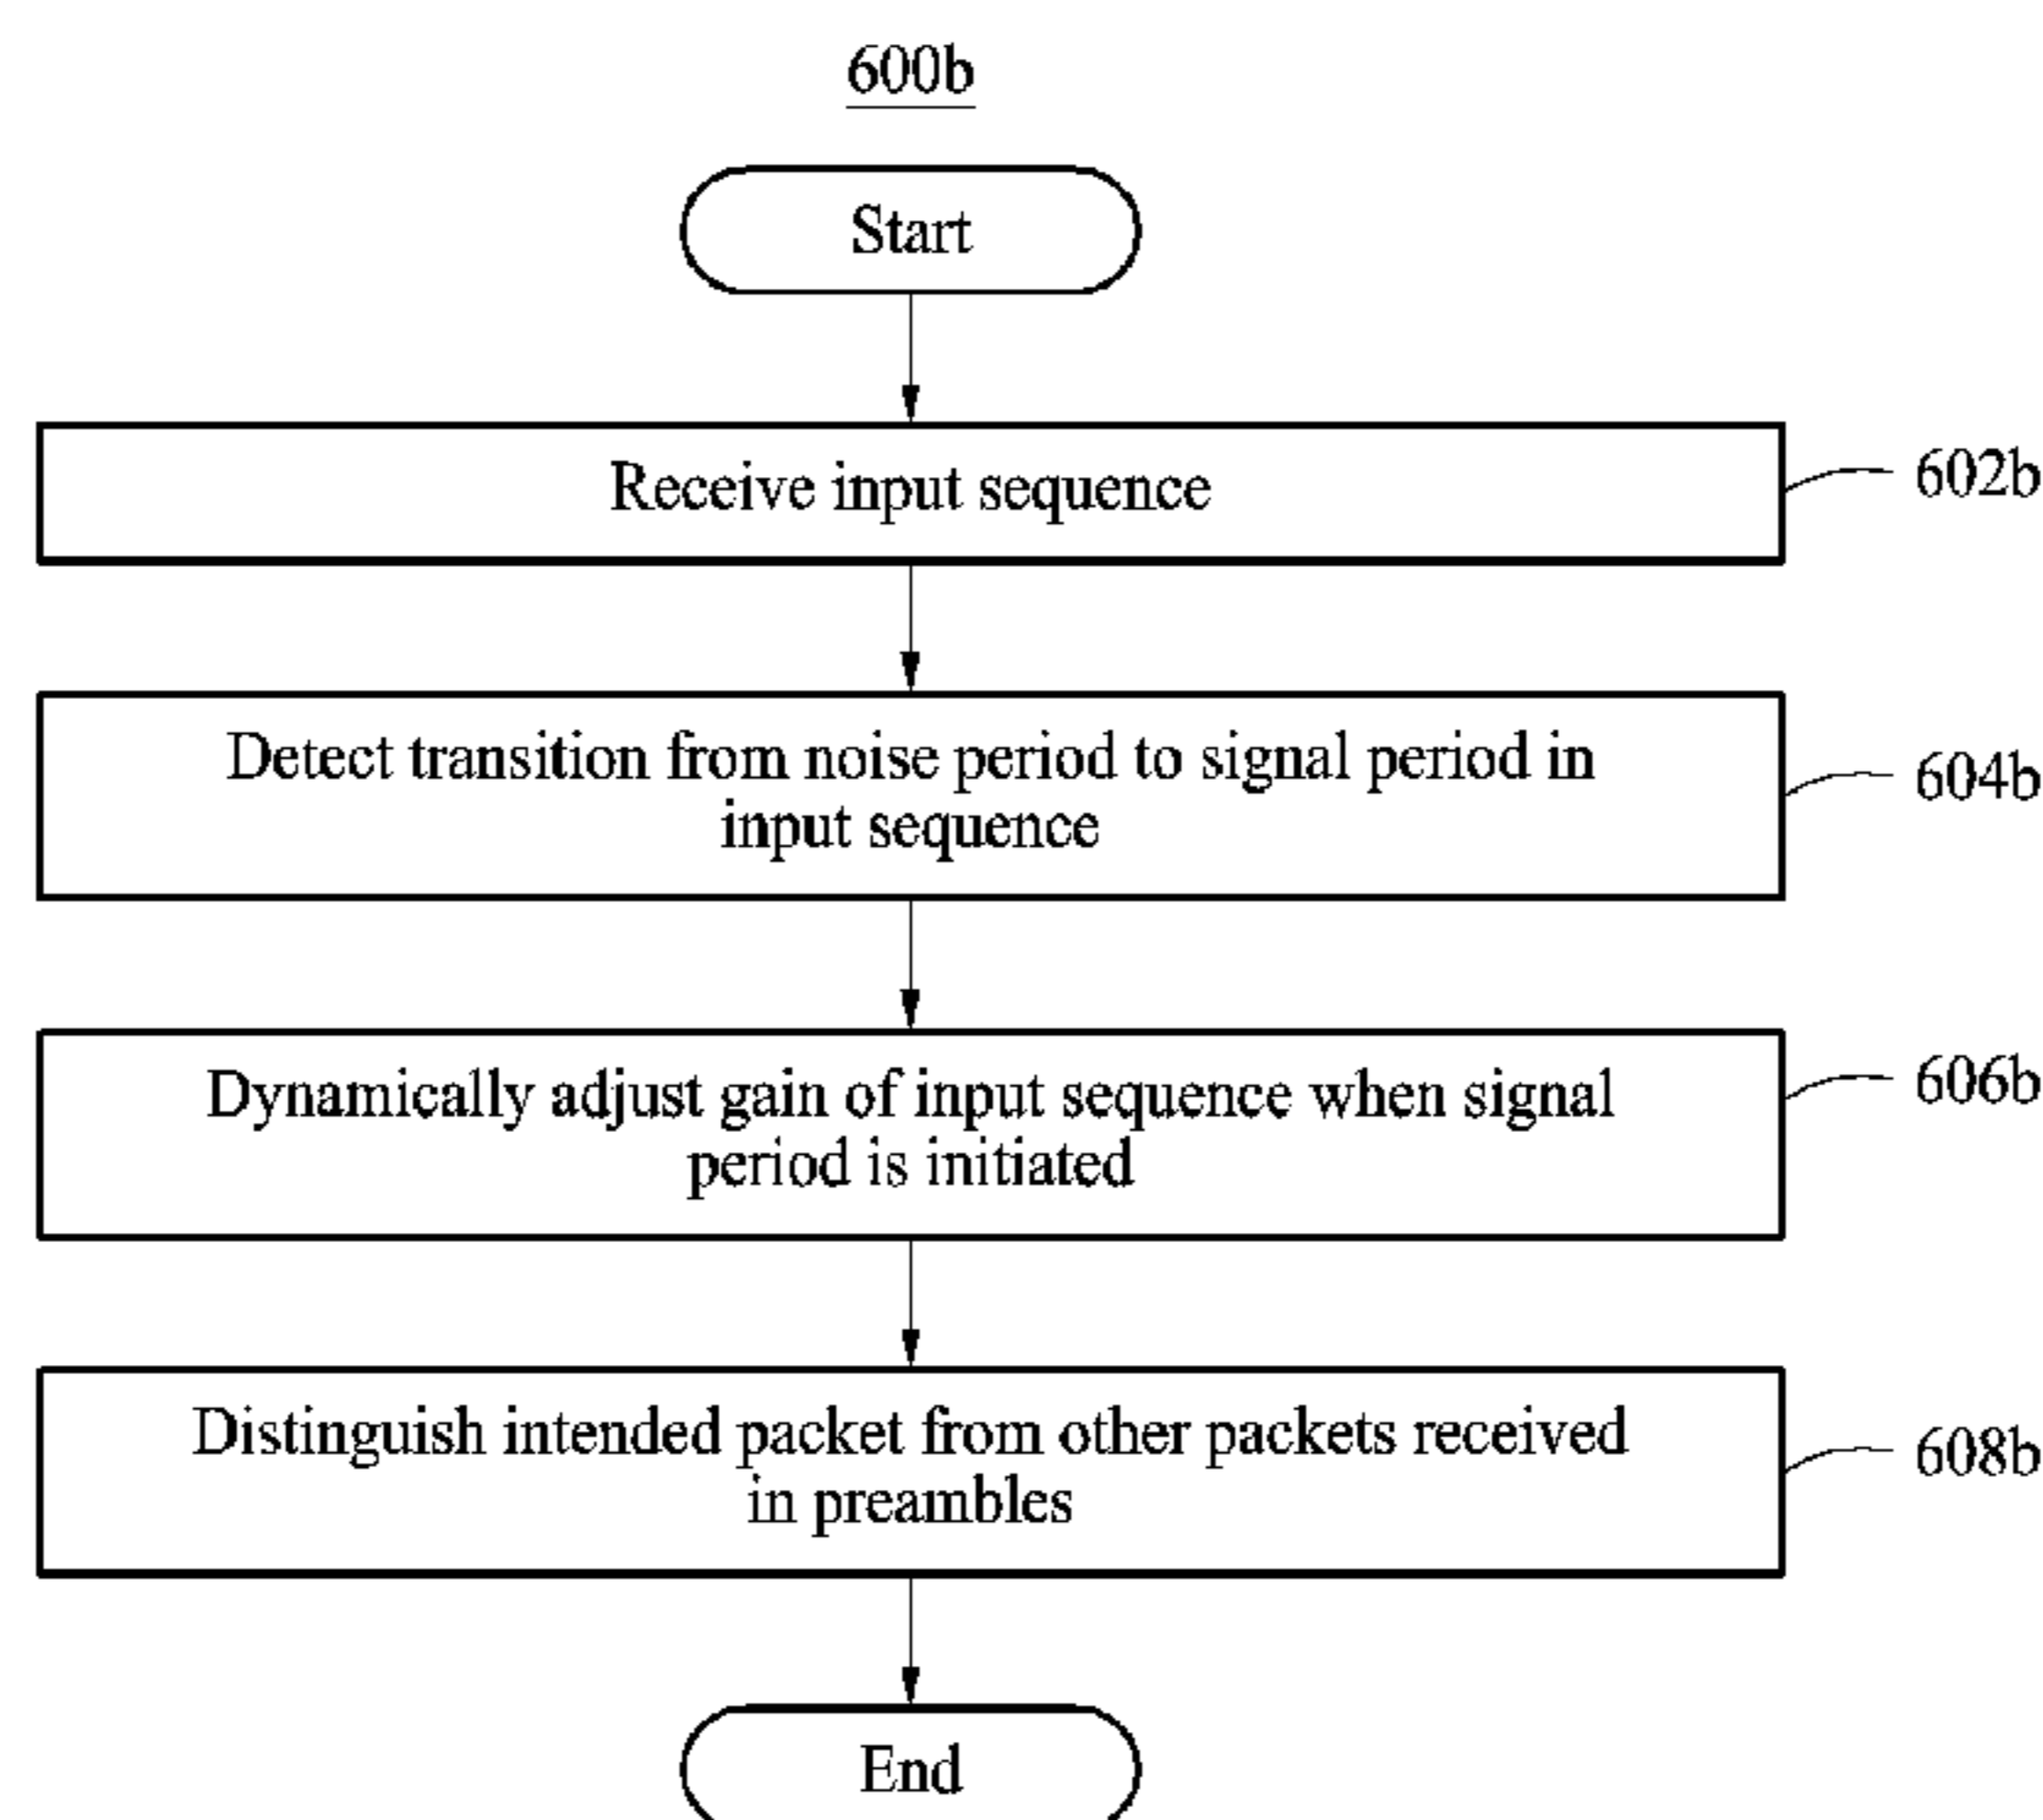 600b
Start
Receive input sequence
602b
Detect transition from noise period to signal period in
input sequence
604b
Dynamically adjust gain of input sequence when signal
period is initiated
606b
Distinguish intended packet from other packets received
in preambles
608b
End